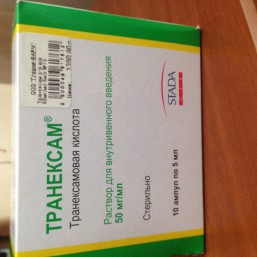 ТРАНЕКСАМ®
Транексамовая кислота
Раствор для внутривенного введения
50 мг/мл
Стерильно
10 ампул по 5 мл
STADA